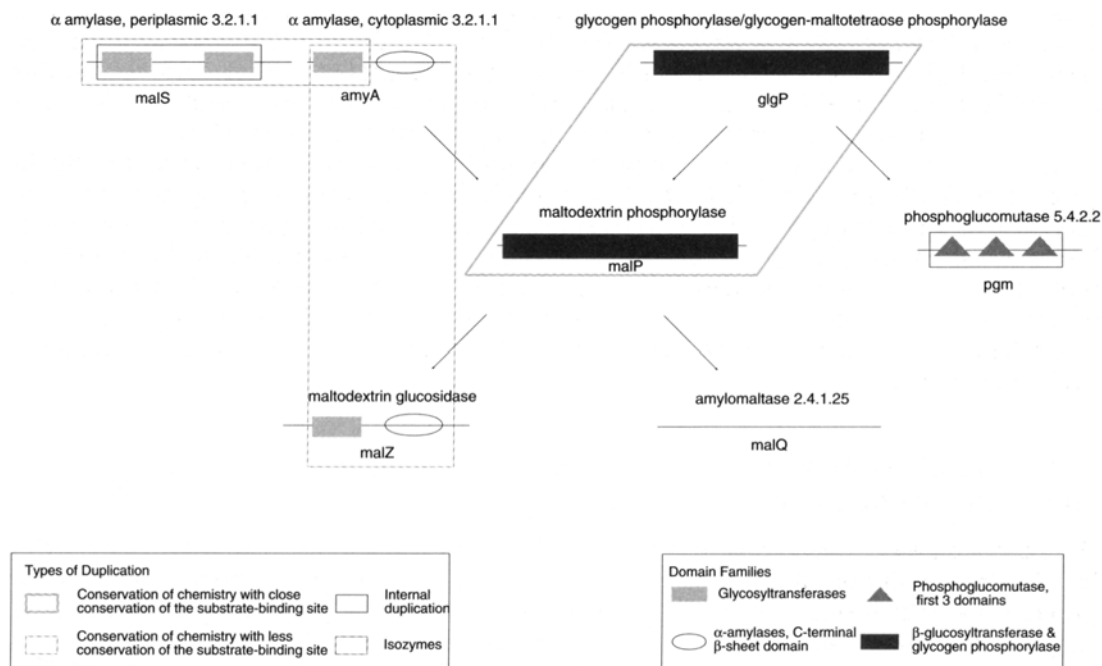 α amylase, periplasmic 3.2.1.1
α amylase, cytoplasmic 3.2.1.1
glycogen phosphorylase/glycogen-maltotetraose phosphorylase
malS
amyA
glgP
maltodextrin phosphorylase
malP
phosphoglucomutase 5.4.2.2
pgm
maltodextrin glucosidase
malZ
amylomaltase 2.4.1.25
malQ
Types of Duplication
Conservation of chemistry with close
conservation of the substrate-binding site
Internal
duplication
Conservation of chemistry with less
conservation of the substrate-binding site
Isozymes
Domain Families
Glycosyltransferases
Phosphoglucomutase,
first 3 domains
α-amylases, C-terminal
β-sheet domain
β-glucosyltransferase &
glycogen phosphorylase